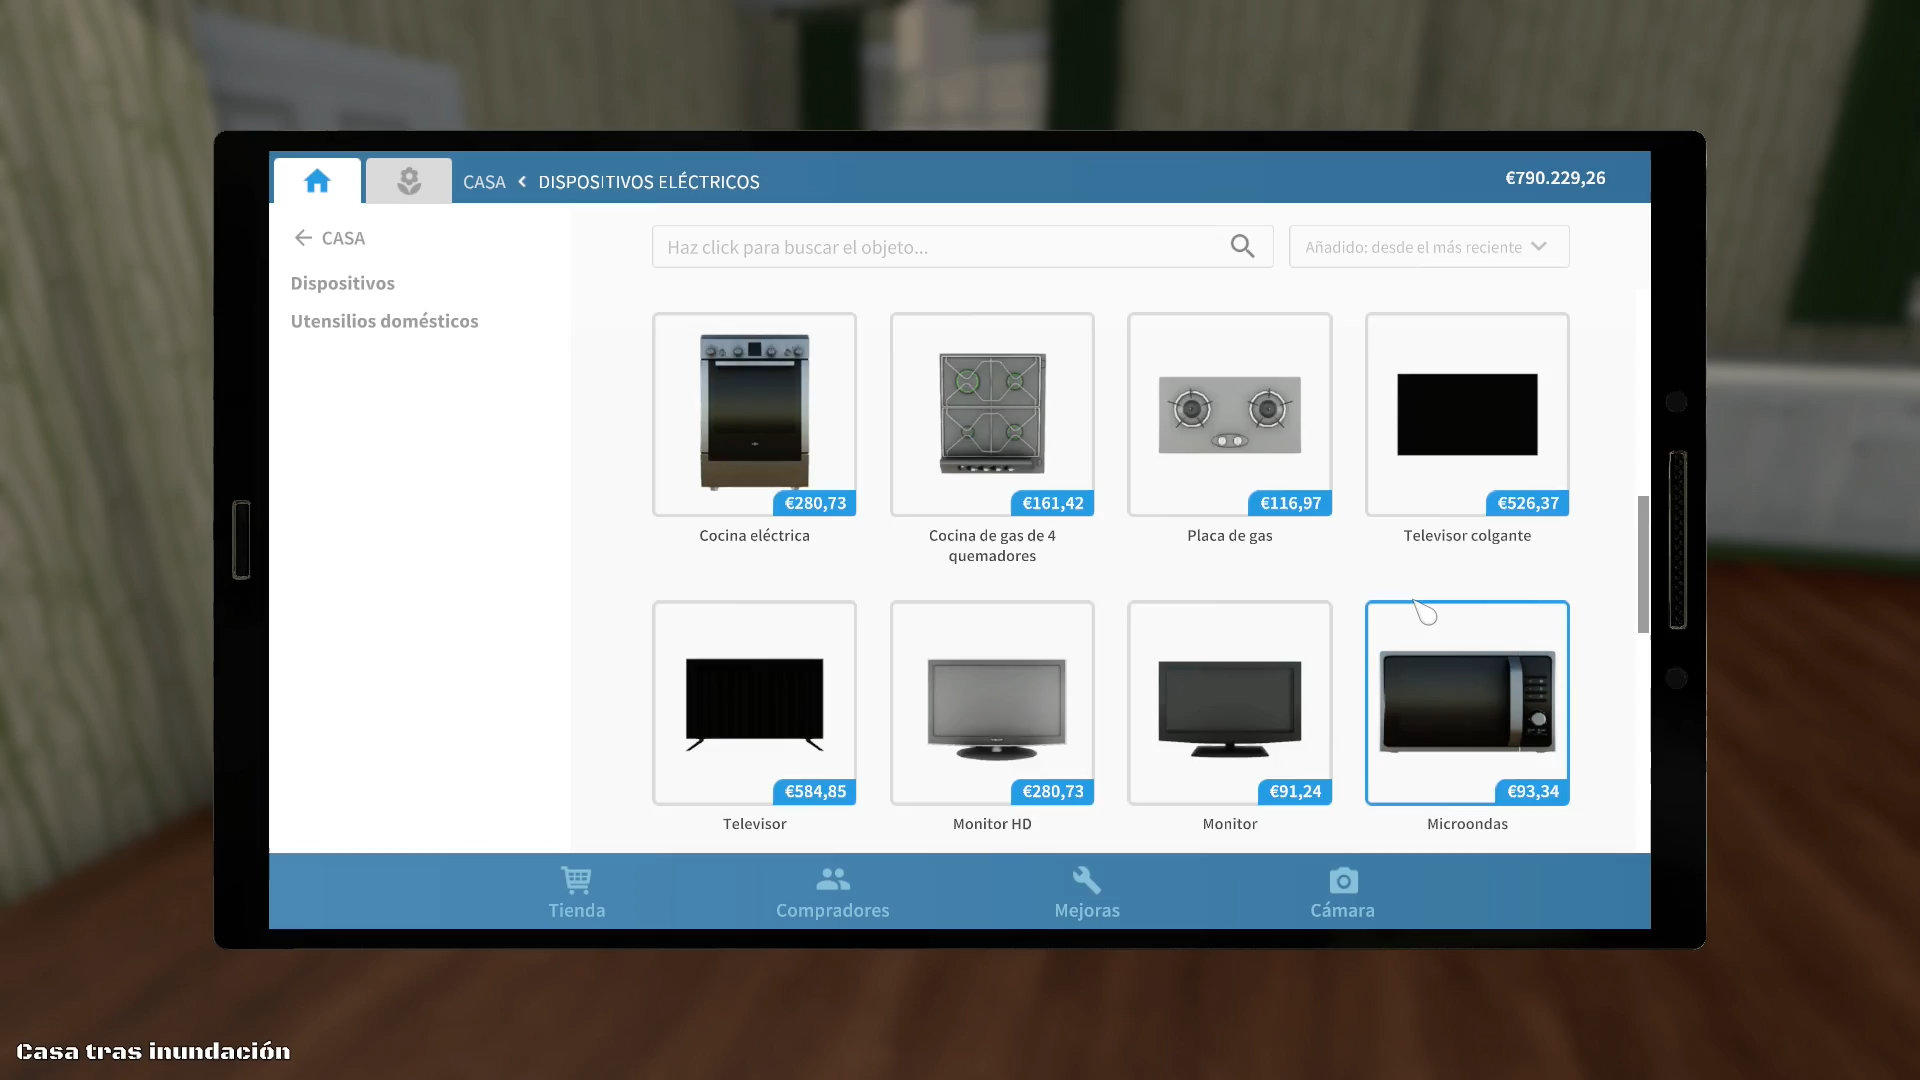 CASA < DISPOSITIVOS ELÉCTRICOS
€790.229,26
CASA
Dispositivos
Utensilios domésticos
Haz click para buscar el objeto...
Añadido: desde el más reciente
€280,73
€161,42
€116,97
€526,37
Cocina eléctrica
Cocina de gas de 4
quemadores
Placa de gas
Televisor colgante
€584,85
€280,73
€91,24
€93,34
Televisor
Monitor HD
Monitor
Microondas
Tienda
Compradores
Mejoras
Cámara
Casa tras inundación